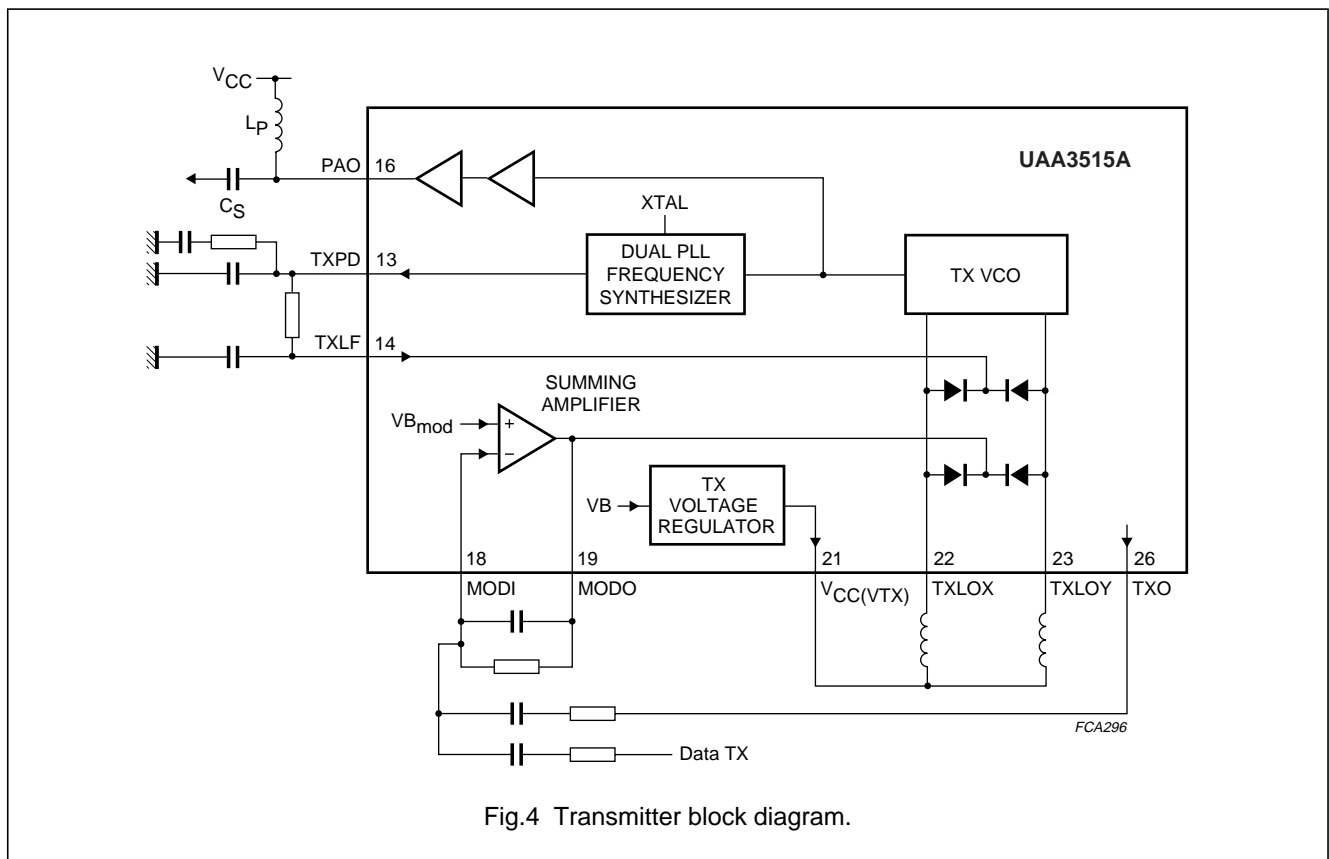 VCC
LP
PAO
16
UAA3515A
CS
XTAL
TXPD
13
DUAL PLL
FREQUENCY
SYNTHESIZER
TX VCO
TXLF
14
SUMMING
AMPLIFIER
VBmod
+
−
VB
TX
VOLTAGE
REGULATOR
18
19
21
22
23
26
MODI
MODO
VCC(VTX)
TXLOX
TXLOY
TXO
FCA296
Data TX
Fig.4 Transmitter block diagram.